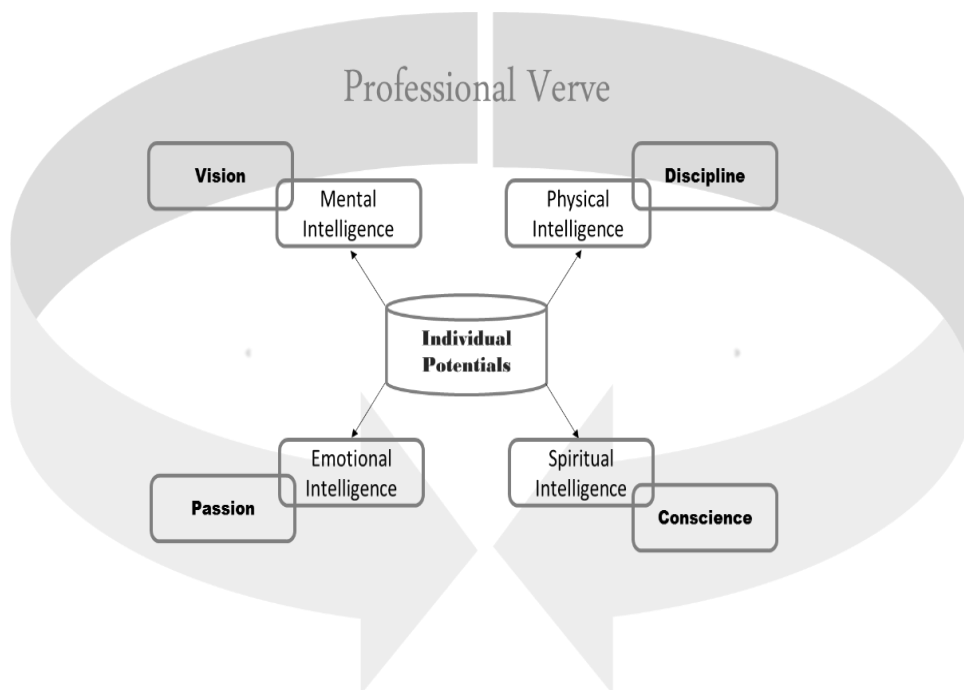 Professional Verve
Vision
Discipline
Mental
Intelligence
Physical
Intelligence
Individual
Potentials
Emotional
Intelligence
Spiritual
Intelligence
Passion
Conscience